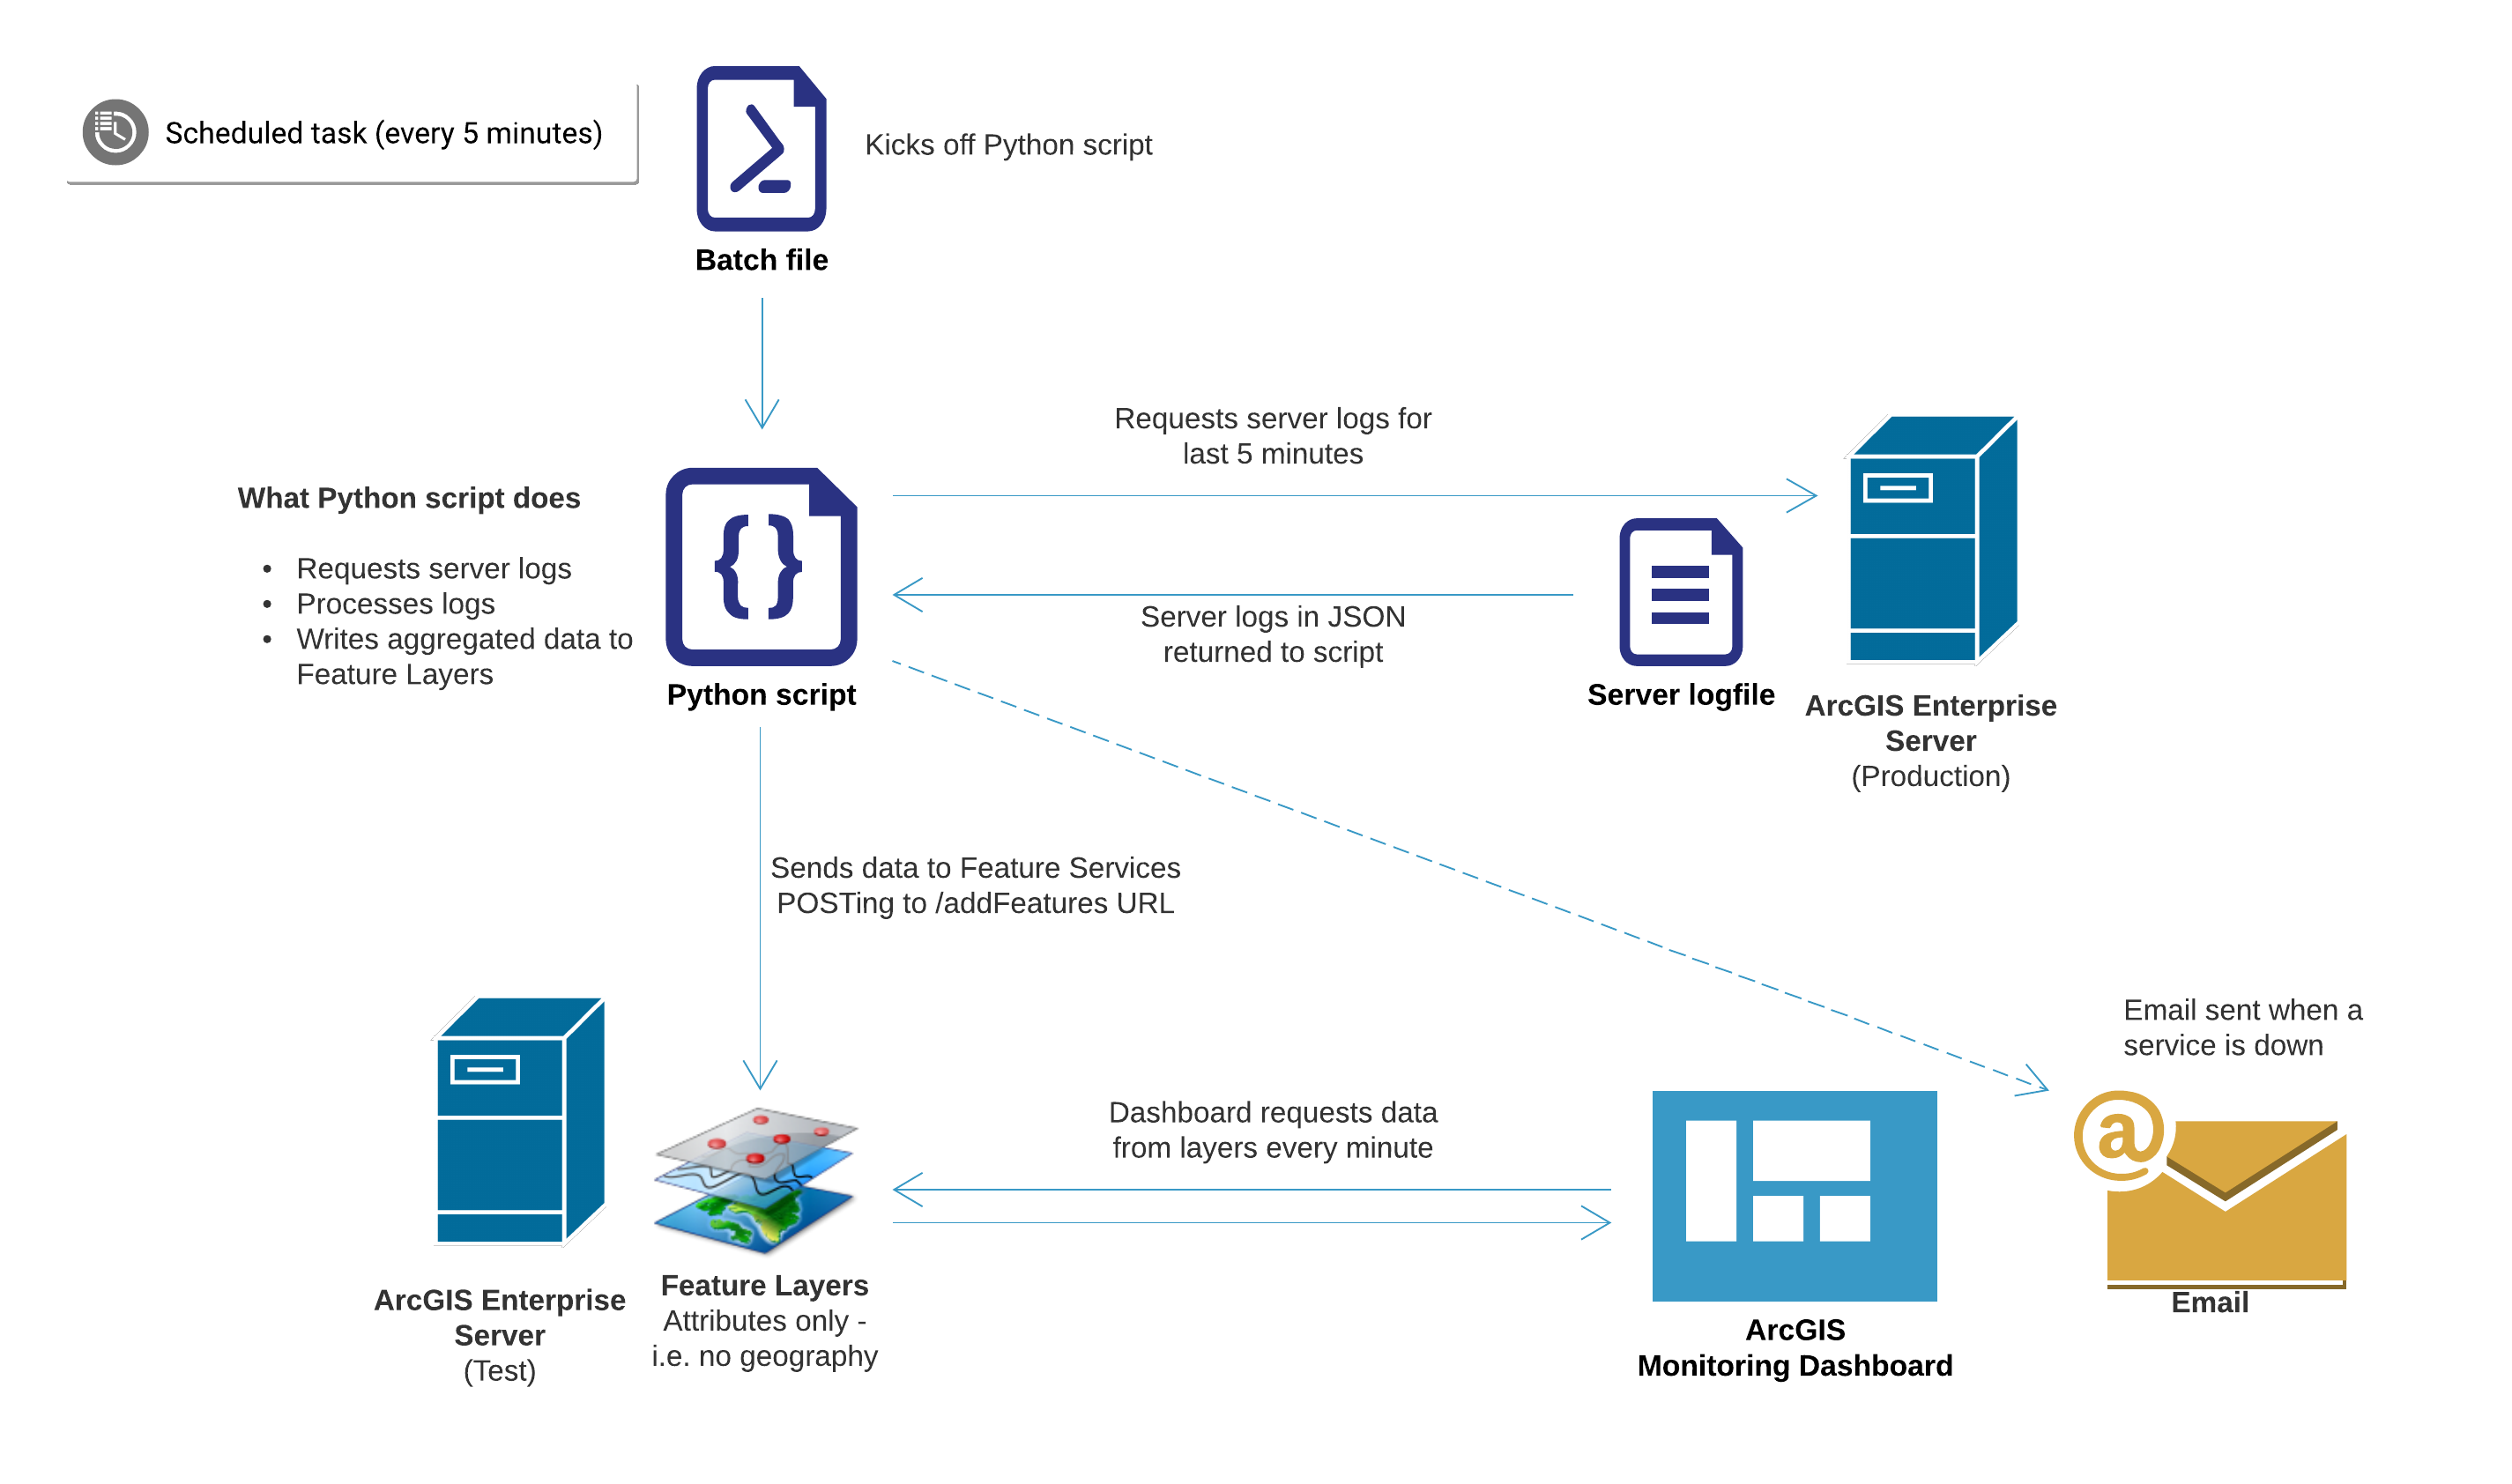 Scheduled task (every 5 minutes)
Kicks off Python script
Batch file
Requests server logs for
last 5 minutes
What Python script does
• Requests server logs
• Processes logs
• Writes aggregated data to
Feature Layers
{}
Python script
Server logs in JSON
returned to script
Server logfile
ArcGIS Enterprise
Server
(Production)
Sends data to Feature Services
POSTing to /addFeatures URL
Email sent when a
service is down
Dashboard requests data
from layers every minute
@
Email
ArcGIS Enterprise
Server
(Test)
Feature Layers
Attributes only -
i.e. no geography
ArcGIS
Monitoring Dashboard